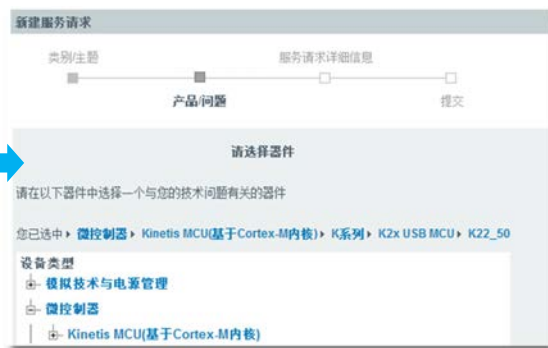 新建服务请求
类别/主题
服务请求详细信息
产品/问题
提交
请选择器件
请在以下器件中选择一个与您的技术问题有关的器件
您已选中 微控制器 Kinetis MCU(基于Cortex-M内核) K系列 K2x USB MCU K22_50
设备类型
模拟技术与电源管理
微控制器
Kinetis MCU(基于Cortex-M内核)